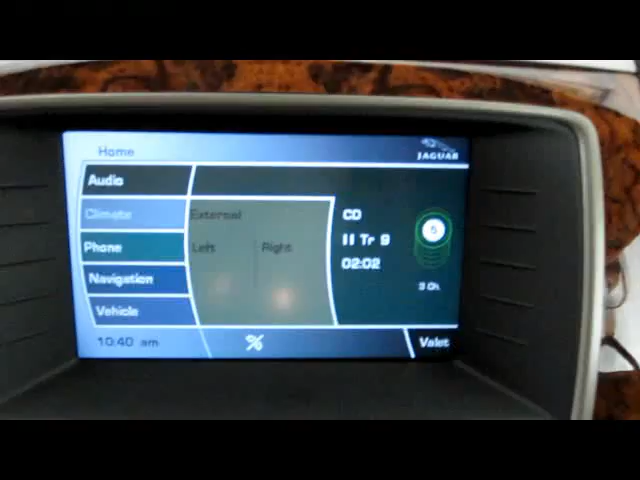 Home
JAGUAR
Audio
Climate
External
CD
Phone
Left
Right
Tr 9
5
02:02
Navigation
3 Ch.
Vehicle
10:40 am
Valet